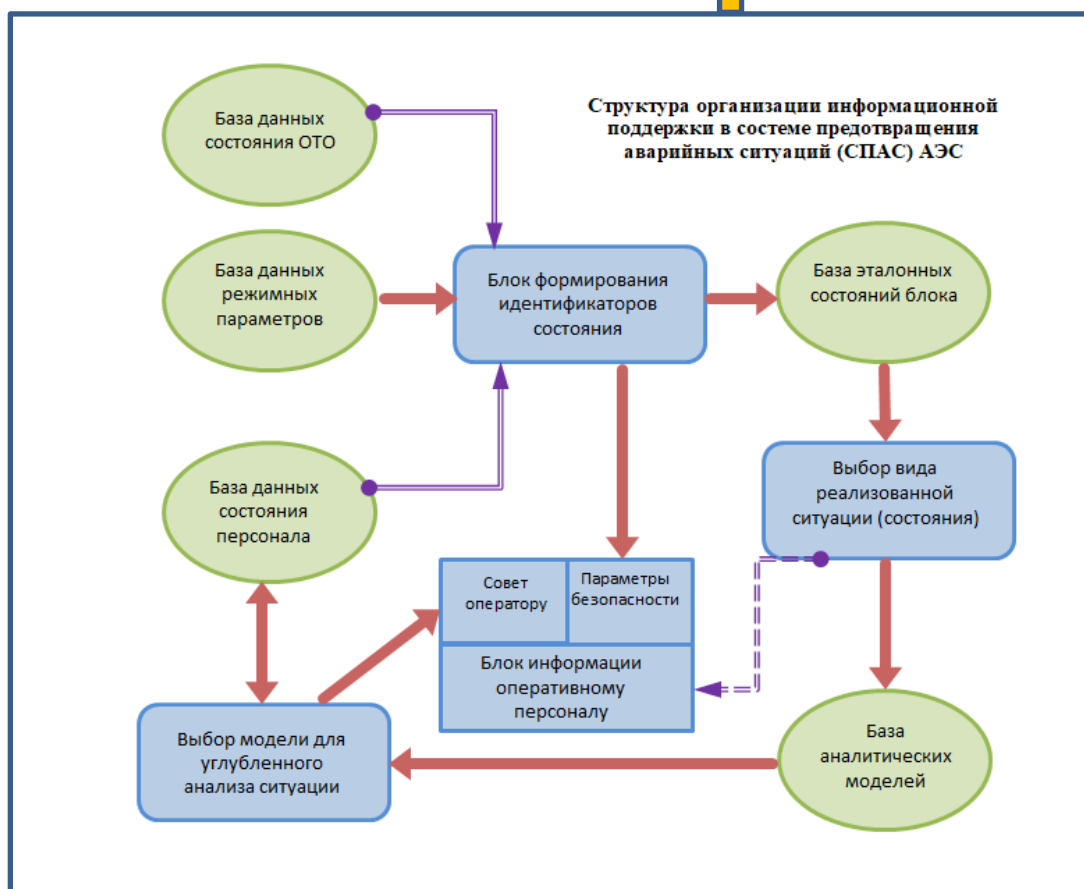 База данных
состояния ОТО
Структура организации информационной
поддержки в состеме предотвращения
аварийных ситуаций (СПАС) АЭС
База данных
режимных
параметров
Блок формирования
идентификаторов
состояния
База эталонных
состояний блока
База данных
состояния
персонала
Выбор вида
реализованной
ситуации (состояния)
Совет
оператору
Параметры
безопасности
Блок информации
оперативному
персоналу
Выбор модели для
углубленного
анализа ситуации
База
аналитических
моделей